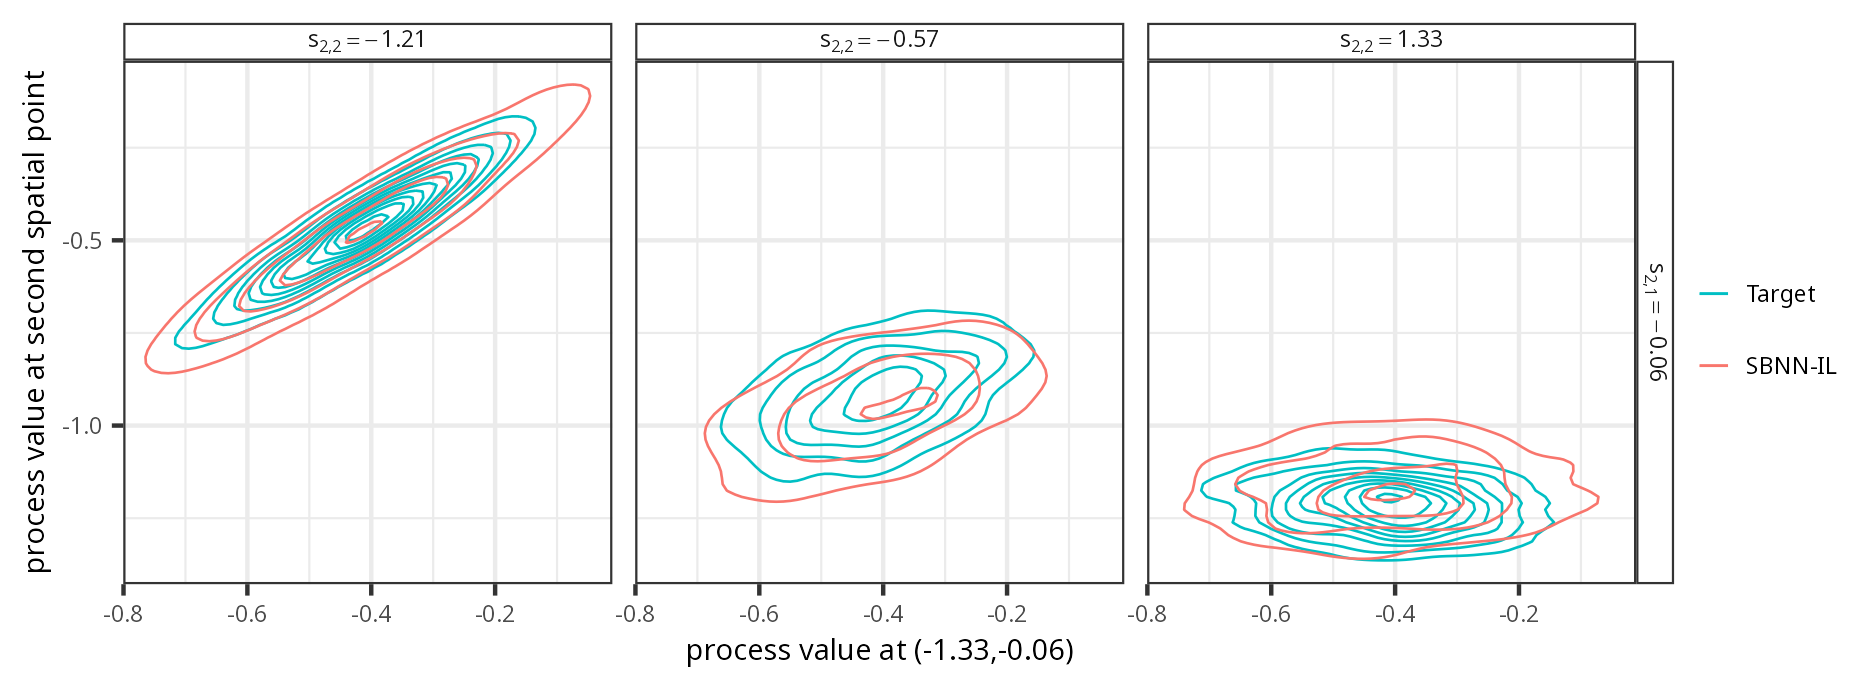 s2,2 = −1.21
s2,2 = −0.57
s2,2 = 1.33
process value at second spatial point
-0.5
-1.0
s2,1 = −0.06
Target
SBNN-IL
-0.8 -0.6 -0.4 -0.2
-0.8 -0.6 -0.4 -0.2
-0.8 -0.6 -0.4 -0.2
process value at (-1.33,-0.06)